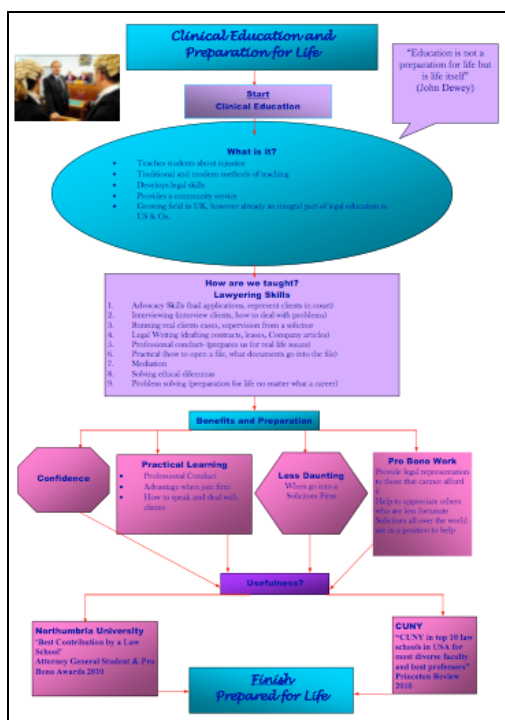 Clinical Education and
Preparation for Life
"Education is not a
preparation for life but
is life itself"
(John Dewey)
Start
Clinical Education
What is it?
• Teaches students about injustice
• Traditional and modern methods of teaching
• Develops legal skills
• Provides a community service
• Growing field in UK, however already an integral part of legal education in
US & Oz.
How are we taught?
Lawyering Skills
1. Advocacy Skills (bail applications, represent clients in court)
2. Interviewing (interview clients, how to deal with problems)
3. Running real clients cases, supervision from a solicitor
4. Legal Writing (drafting contracts, leases, Company articles)
5. Professional conduct- (prepares us for real life issues)
6. Practical (how to open a file, what documents go into the file)
7. Mediation
8. Solving ethical dilemmas
9. Problem solving (preparation for life no matter what a career)
Benefits and Preparation
Confidence
Practical Learning
• Professional Conduct
• Advantage when join firm
• How to speak and deal with
clients
Less Daunting
When go into a
Solicitors Firm
Pro Bono Work
Provide legal representation
to those that cannot afford
it.
Help to appreciate others
who are less fortunate
Solicitors all over the world
are in a position to help
Usefulness?
Northumbria University
'Best Contribution by a Law
School'
Attorney General Student & Pro
Bono Awards 2010
CUNY
"CUNY in top 10 law
schools in USA for
most diverse faculty
and best professors"
Princeton Review
2010
Finish
Prepared for Life